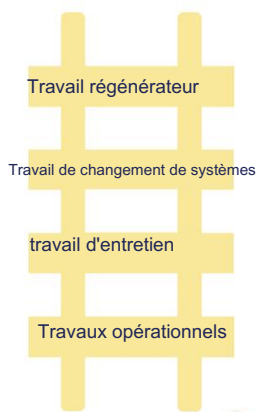 Travail régénérateur
Travail de changement de systèmes
travail d'entretien
Travaux opérationnels